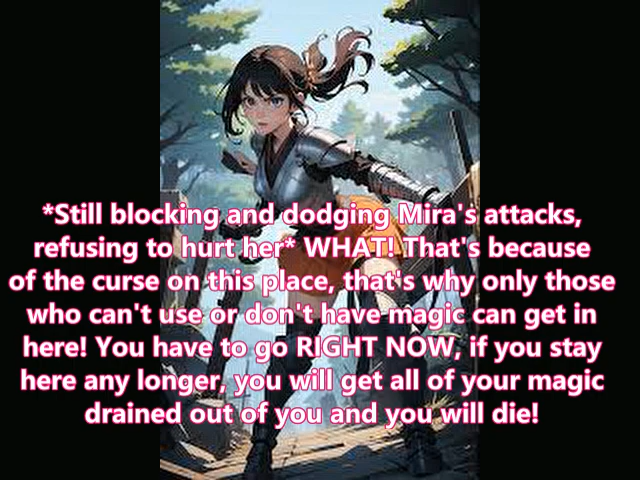 *Still blocking and dodging Mira's attacks,
refusing to hurt her* WHAT! That's because
of the curse on this place, that's why only those
who can't use or don't have magic can get in
here! You have to go RIGHT NOW, if you stay
here any longer, you will get all of your magic
drained out of you and you will die!